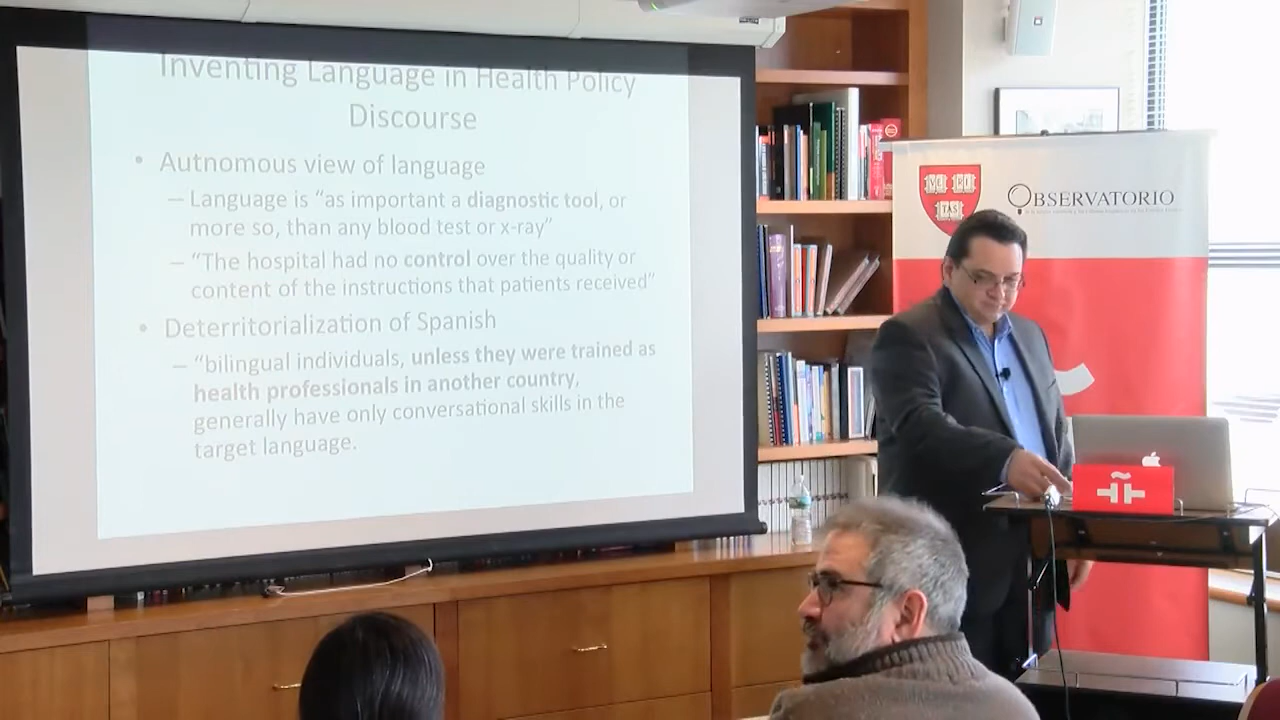 Inventing Language in Health Policy
Discourse
• Autnomous view of language
– Language is “as important a diagnostic tool, or
more so, than any blood test or x-ray”
– “The hospital had no control over the quality or
content of the instructions that patients received”
• Deterritorialization of Spanish
– “bilingual individuals, unless they were trained as
health professionals in another country,
generally have only conversational skills in the
target language.
VE RI
TAS
OBSERVATORIO